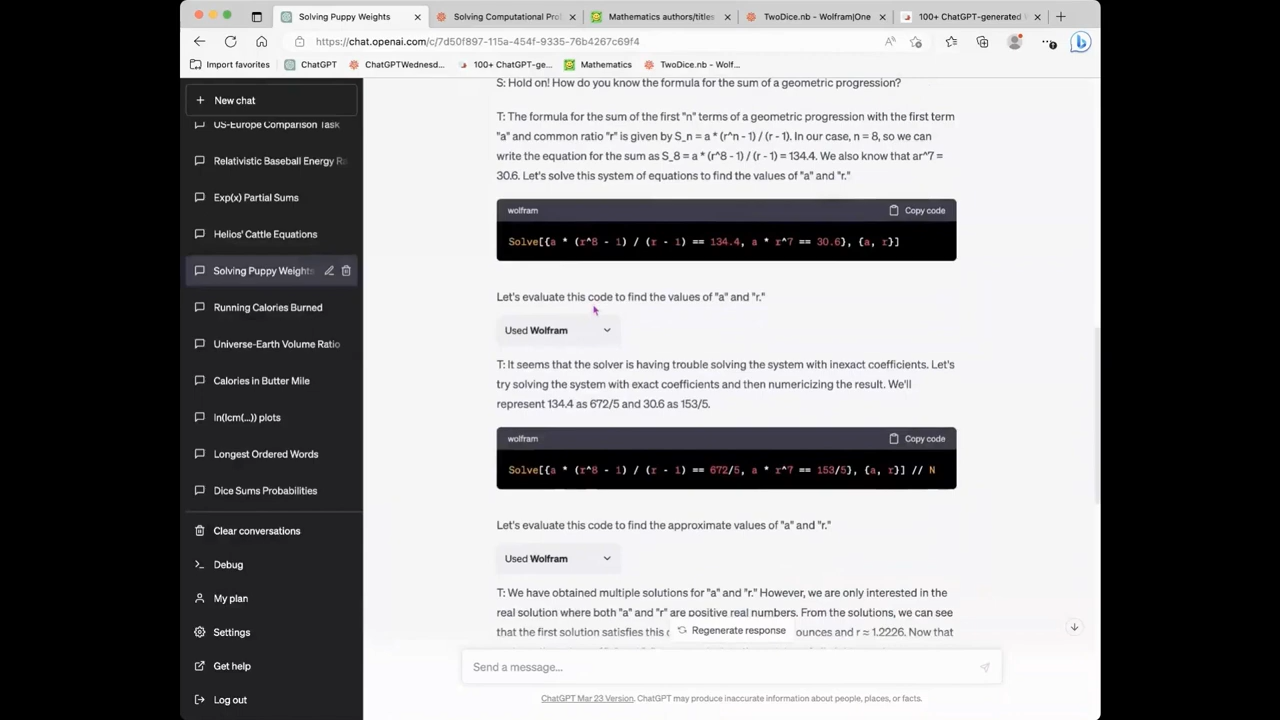 Solving Puppy Weights
Solving Computational Pro
Mathematics authors/titles
TwoDice.nb - Wolfram|One
100+ ChatGPT-generated
https://chat.openai.com/c/7d50f897-115a-454f-9335-76b4267c69f4
Import favorites
ChatGPT
ChatGPTWednesd...
100+ ChatGPT-ge...
Mathematics
TwoDice.nb - Wolf...
New chat
US-Europe Comparison Task
Relativistic Baseball Energy Ra
Exp(x) Partial Sums
Helios' Cattle Equations
Solving Puppy Weights
Running Calories Burned
Universe-Earth Volume Ratio
Calories in Butter Mile
ln(lcm(...)) plots
Longest Ordered Words
Dice Sums Probabilities
Clear conversations
Debug
My plan
Settings
Get help
Log out
S: Hold on! How do you know the formula for the sum of a geometric progression?
T: The formula for the sum of the first "n" terms of a geometric progression with the first term
"a" and common ratio "r" is given by S_n = a * (r^n - 1) / (r - 1). In our case, n = 8, so we can
write the equation for the sum as S_8 = a * (r^8 - 1) / (r - 1) = 134.4. We also know that ar^7 =
30.6. Let's solve this system of equations to find the values of "a" and "r."
wolfram
Copy code
Solve[{a * (r^8 - 1) / (r - 1) == 134.4, a * r^7 == 30.6}, {a, r}]
Let's evaluate this code to find the values of "a" and "r."
Used Wolfram
T: It seems that the solver is having trouble solving the system with inexact coefficients. Let's
try solving the system with exact coefficients and then numericizing the result. We'll
represent 134.4 as 672/5 and 30.6 as 153/5.
wolfram
Copy code
Solve[{a * (r^8 - 1) / (r - 1) == 672/5, a * r^7 == 153/5}, {a, r}] // N
Let's evaluate this code to find the approximate values of "a" and "r."
Used Wolfram
T: We have obtained multiple solutions for "a" and "r." However, we are only interested in the
real solution where both "a" and "r" are positive real numbers. From the solutions, we can see
that the first solution satisfies this
Regenerate response
ounces and r ≈ 1.2226. Now that
Send a message...
ChatGPT Mar 23 Version. ChatGPT may produce inaccurate information about people, places, or facts.